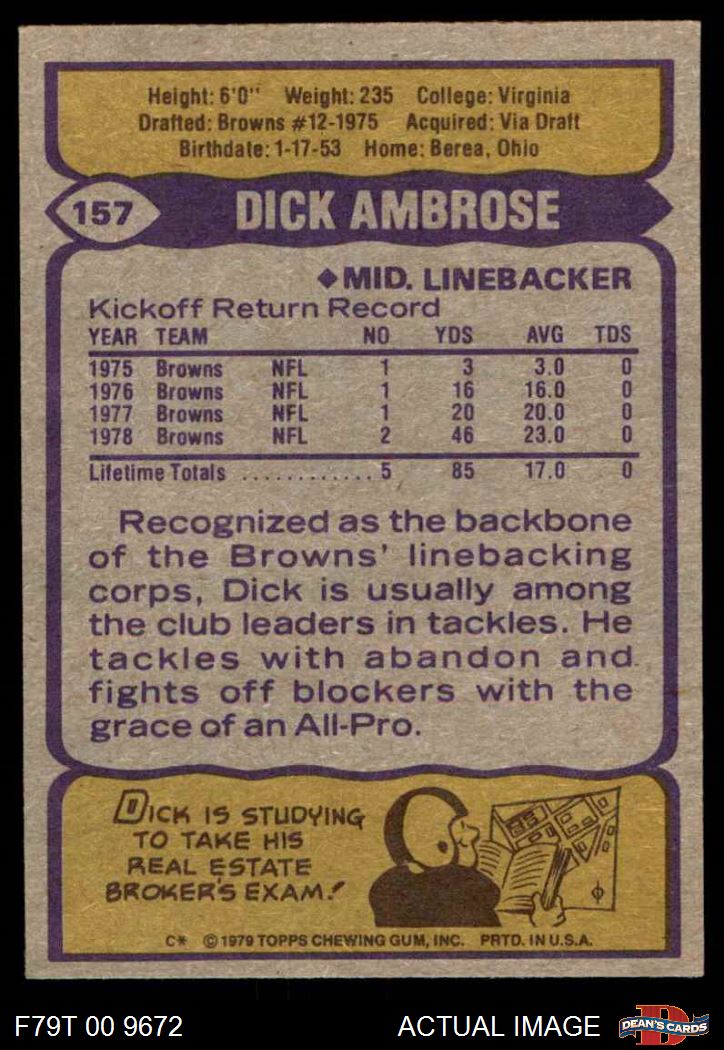 Height: 6'0" Weight: 235 College: Virginia
Drafted: Browns #12-1975 Acquired: Via Draft
Birthdate: 1-17-53 Home: Berea, Ohio
157 DICK AMBROSE
◆ MID. LINEBACKER
Kickoff Return Record
YEAR TEAM NO YDS AVG TDS
1975 Browns NFL 1 3 3.0 0
1976 Browns NFL 1 16 16.0 0
1977 Browns NFL 1 20 20.0 0
1978 Browns NFL 2 46 23.0 0
Lifetime Totals ............ 5 85 17.0 0
Recognized as the backbone
of the Browns' linebacking
corps, Dick is usually among
the club leaders in tackles. He
tackles with abandon and
fights off blockers with the
grace of an All-Pro.
DICK IS STUDYING
TO TAKE HIS
REAL ESTATE
BROKER'S EXAM!
C* © 1979 TOPPS CHEWING GUM, INC. PRTD. IN U.S.A.
F79T 00 9672 ACTUAL IMAGE D DEAN'S CARDS